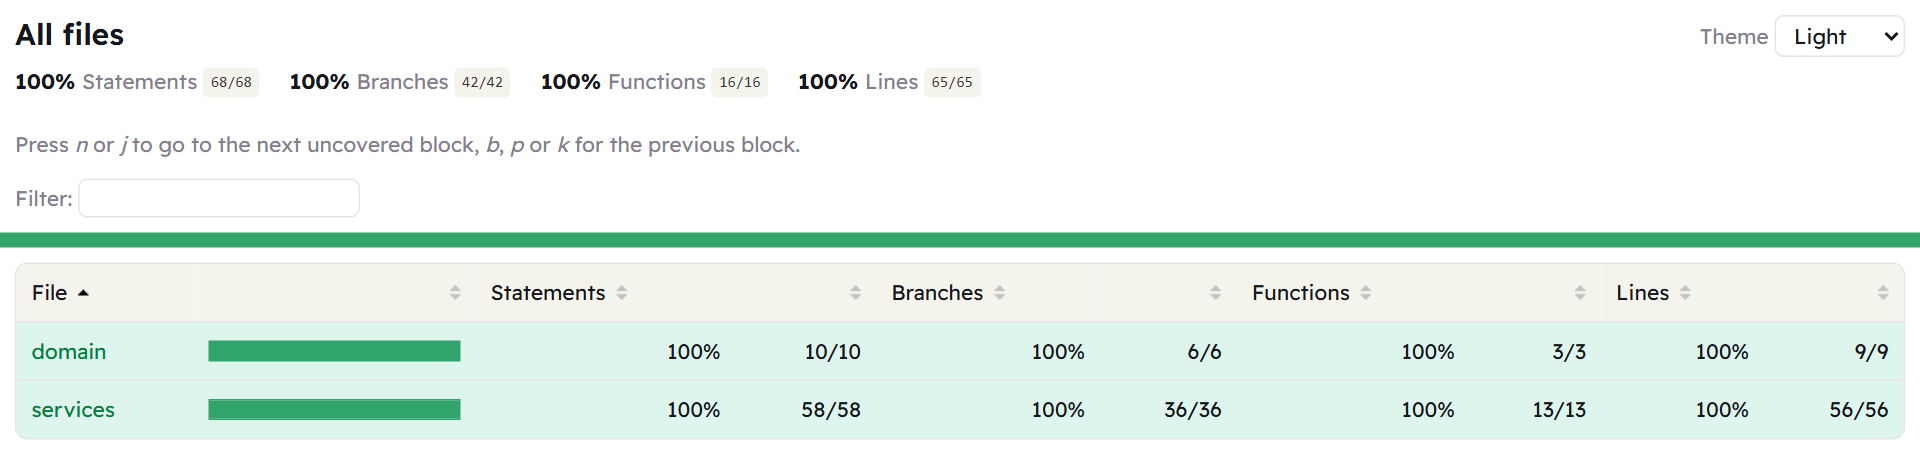 All files
Theme Light
100% Statements 68/68 100% Branches 42/42 100% Functions 16/16 100% Lines 65/65
Press n or j to go to the next uncovered block, b, p or k for the previous block.
Filter:
File Statements Branches Functions Lines
domain 100% 10/10 100% 6/6 100% 3/3 100% 9/9
services 100% 58/58 100% 36/36 100% 13/13 100% 56/56